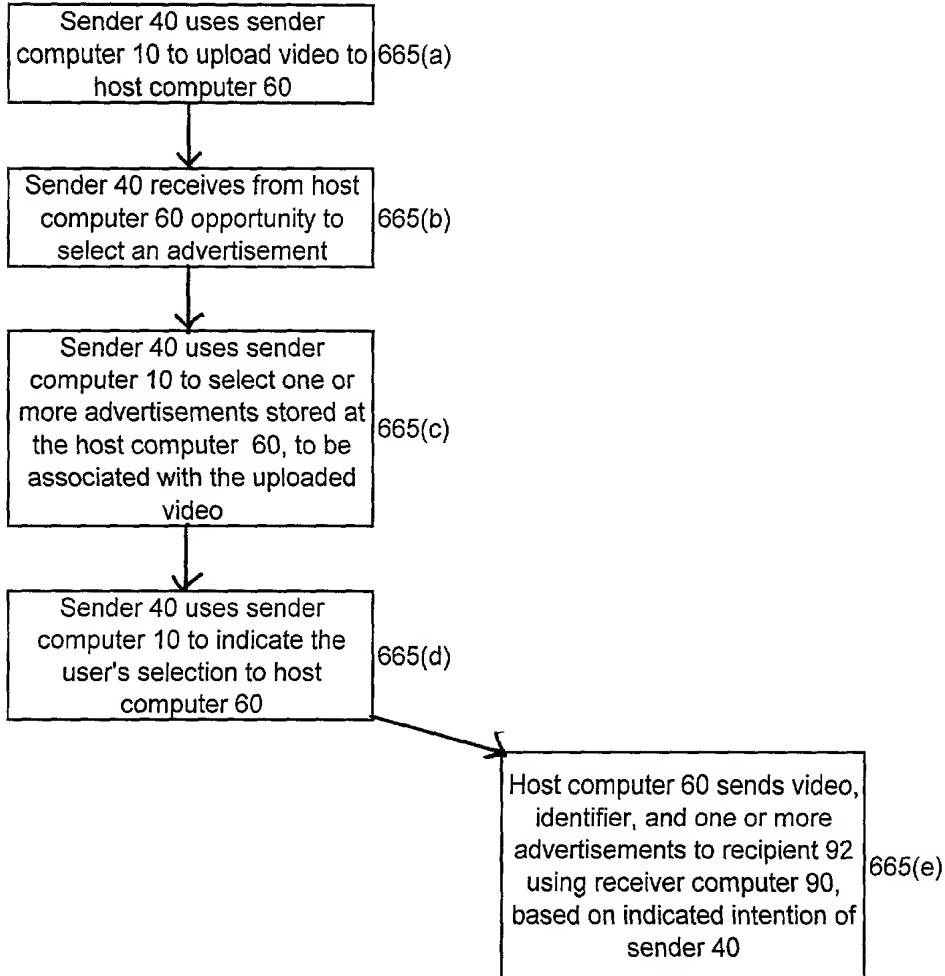 Sender 40 uses sender
computer 10 to upload video to
host computer 60
665(a)
Sender 40 receives from host
computer 60 opportunity to
select an advertisement
665(b)
Sender 40 uses sender
computer 10 to select one or
more advertisements stored at
the host computer 60, to be
associated with the uploaded
video
665(c)
Sender 40 uses sender
computer 10 to indicate the
user's selection to host
computer 60
665(d)
Host computer 60 sends video,
identifier, and one or more
advertisements to recipient 92
using receiver computer 90,
based on indicated intention of
sender 40
665(e)